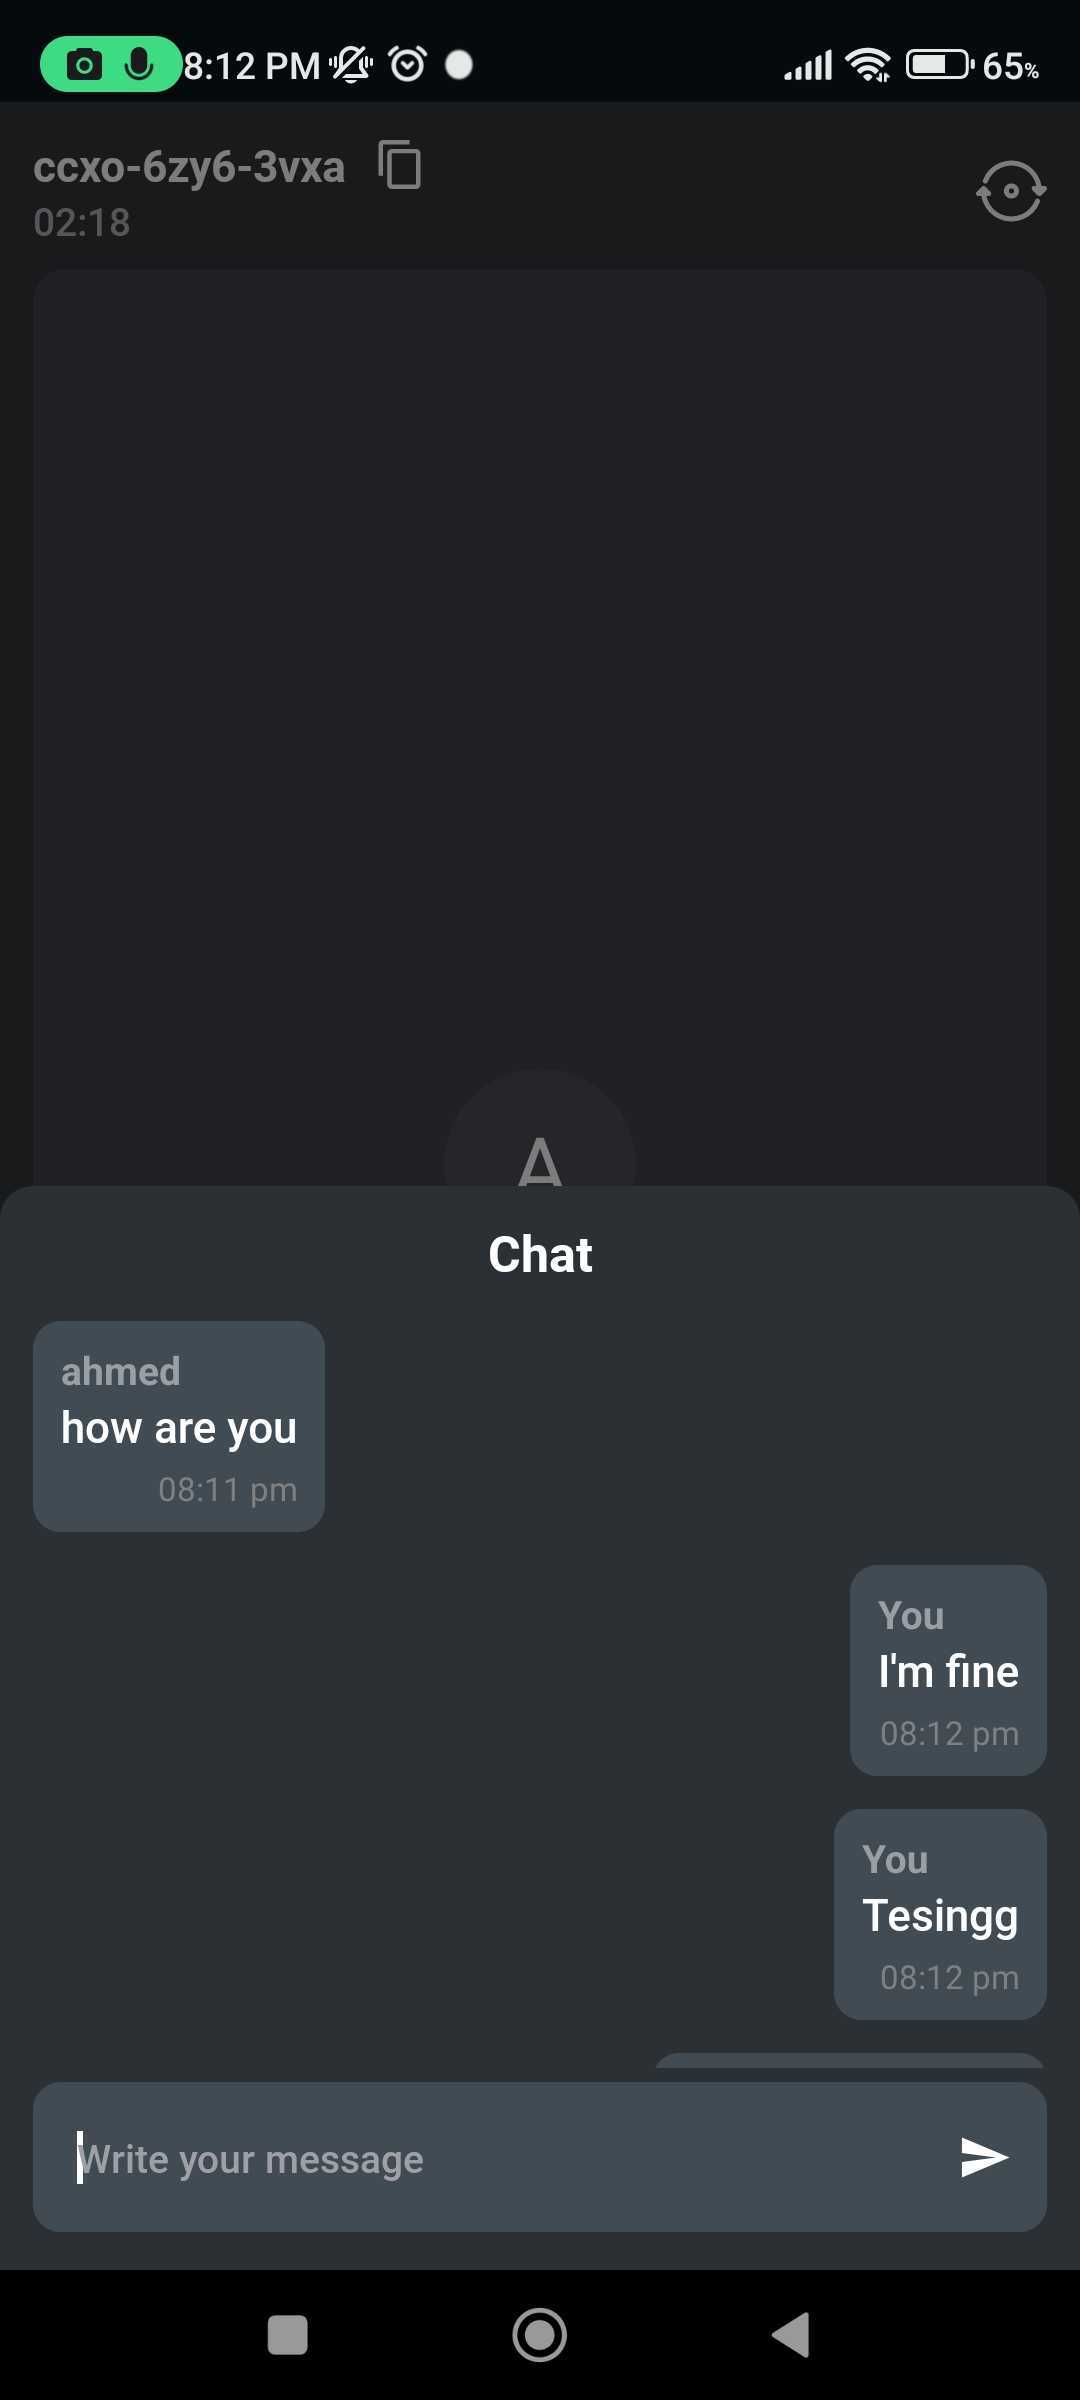 8:12 PM 65%
ccxo-6zy6-3vxa
02:18
A
Chat
ahmed
how are you
08:11 pm
You
I'm fine
08:12 pm
You
Tesingg
08:12 pm
Write your message